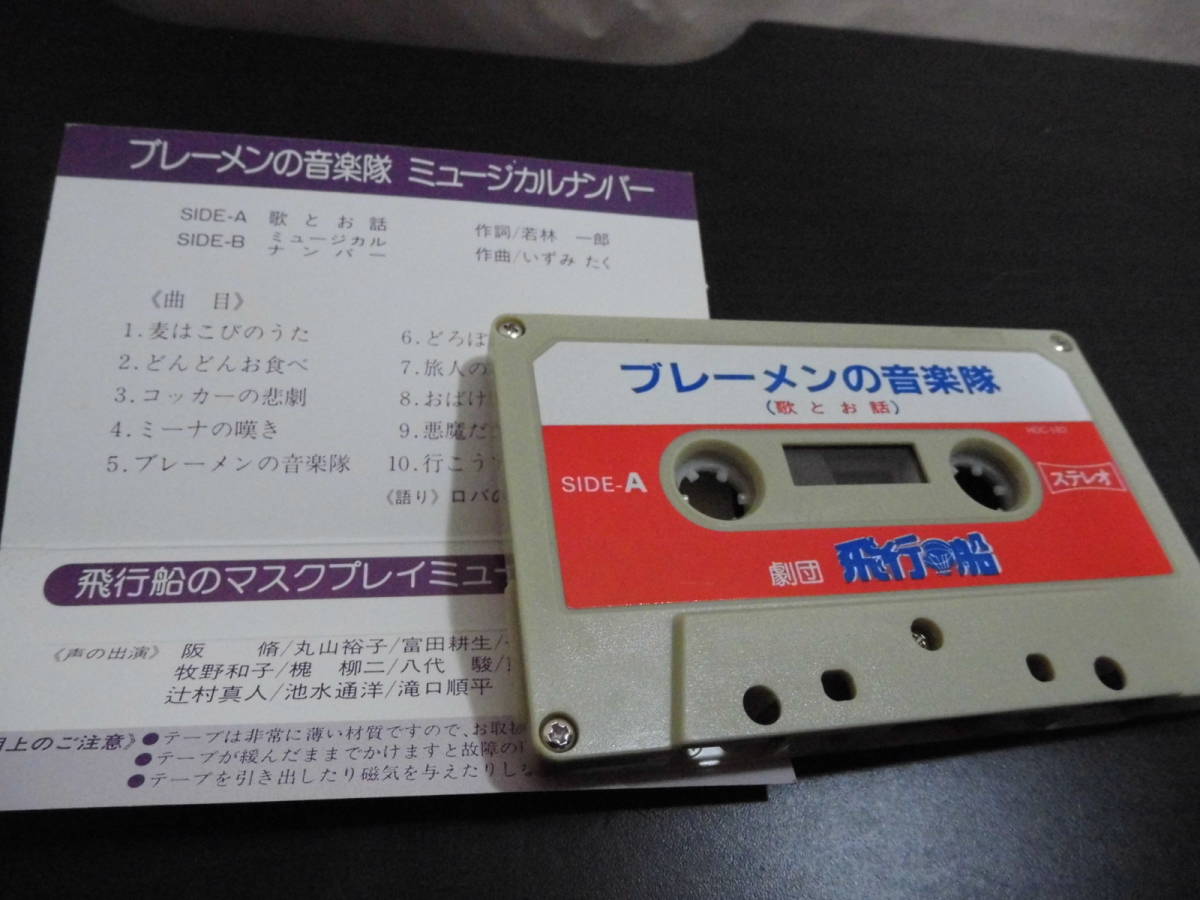 ブレーメンの音楽隊 ミュージカルナンバー
SIDE-A 歌とお話
SIDE-B ミュージカル
ナンバー
作詞/若林 一郎
作曲/いずみ たく
《曲 目》
1.麦はこびのうた
2.どんどんお食べ
3.コッカーの悲劇
4.ミーナの嘆き
5.ブレーメンの音楽隊
6.どろぼ
7.旅人の
8.おばけ
9.悪魔だ
10.行こう
《語り》ロバの
飛行船のマスクプレイミュー
《声の出演》 阪 脩/丸山裕子/富田耕生/
牧野和子/槐 柳二/八代 駿/
辻村真人/池水通洋/滝口順平
用上のご注意》●テープは非常に薄い材質ですので、お取扱
●テープが緩んだままでかけますと故障の
●テープを引き出したり磁気を与えたりしな
ブレーメンの音楽隊
(歌とお話)
SIDE-A
ステレオ
劇団 飛行船